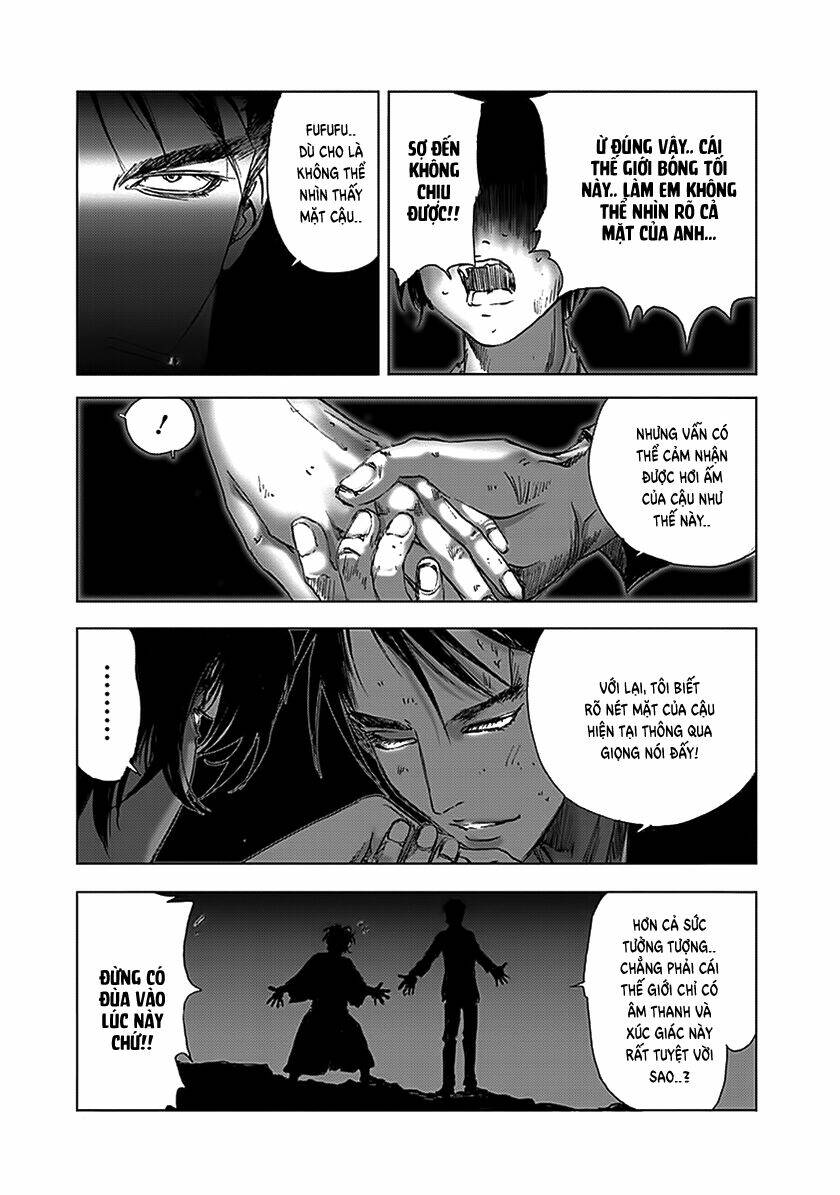 Ừ ĐÚNG VẬY.. CÁI
THẾ GIỚI BÓNG TỐI
NÀY.. LÀM EM KHÔNG
THỂ NHÌN RÕ CẢ
MẶT CỦA ANH...
SỢ ĐẾN
KHÔNG
CHỊU
ĐƯỢC!!
FUFUFU..
DÙ CHO LÀ
KHÔNG THỂ
NHÌN THẤY
MẶT CẬU..
NHƯNG VẪN CÓ
THỂ CẢM NHẬN
ĐƯỢC HƠI ẤM
CỦA CẬU NHƯ
THẾ NÀY..
!
VỚI LẠI, TÔI BIẾT
RÕ NÉT MẶT CỦA CẬU
HIỆN TẠI THÔNG QUA
GIỌNG NÓI ĐẤY!
........
HƠN CẢ SỨC
TƯỞNG TƯỢNG..
CHẲNG PHẢI CÁI
THẾ GIỚI CHỈ CÓ
ÂM THANH VÀ
XÚC GIÁC NÀY
RẤT TUYỆT VỜI
SAO..?
ĐỪNG CÓ
ĐÙA VÀO
LÚC NÀY
CHỨ!!